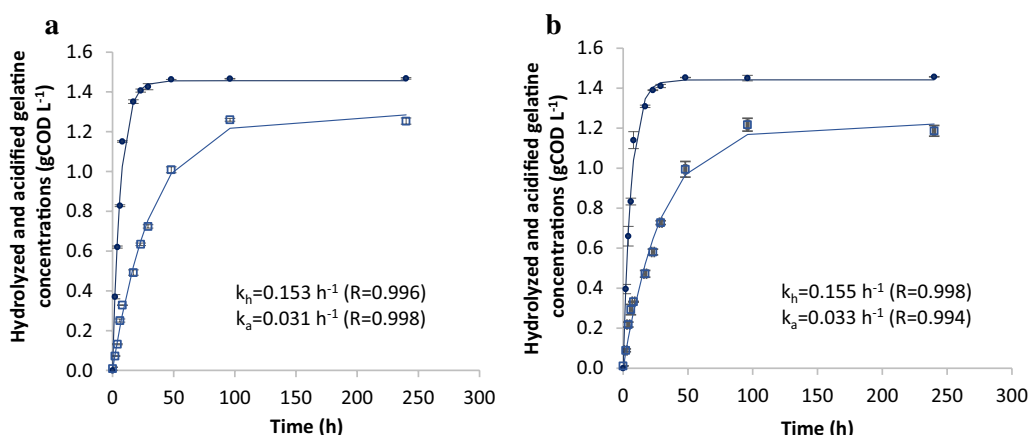 a
Hydrolyzed and acidified gelatine
concentrations (gCOD L-1)
1.6
1.4
1.2
1.0
0.8
0.6
0.4
0.2
0.0
kh=0.153 h-1 (R=0.996)
ka=0.031 h-1 (R=0.998)
0 50 100 150 200 250 300
Time (h)
b
Hydrolyzed and acidified gelatine
concentrations (gCOD L-1)
1.6
1.4
1.2
1.0
0.8
0.6
0.4
0.2
0.0
kh=0.155 h-1 (R=0.998)
ka=0.033 h-1 (R=0.994)
0 50 100 150 200 250 300
Time (h)